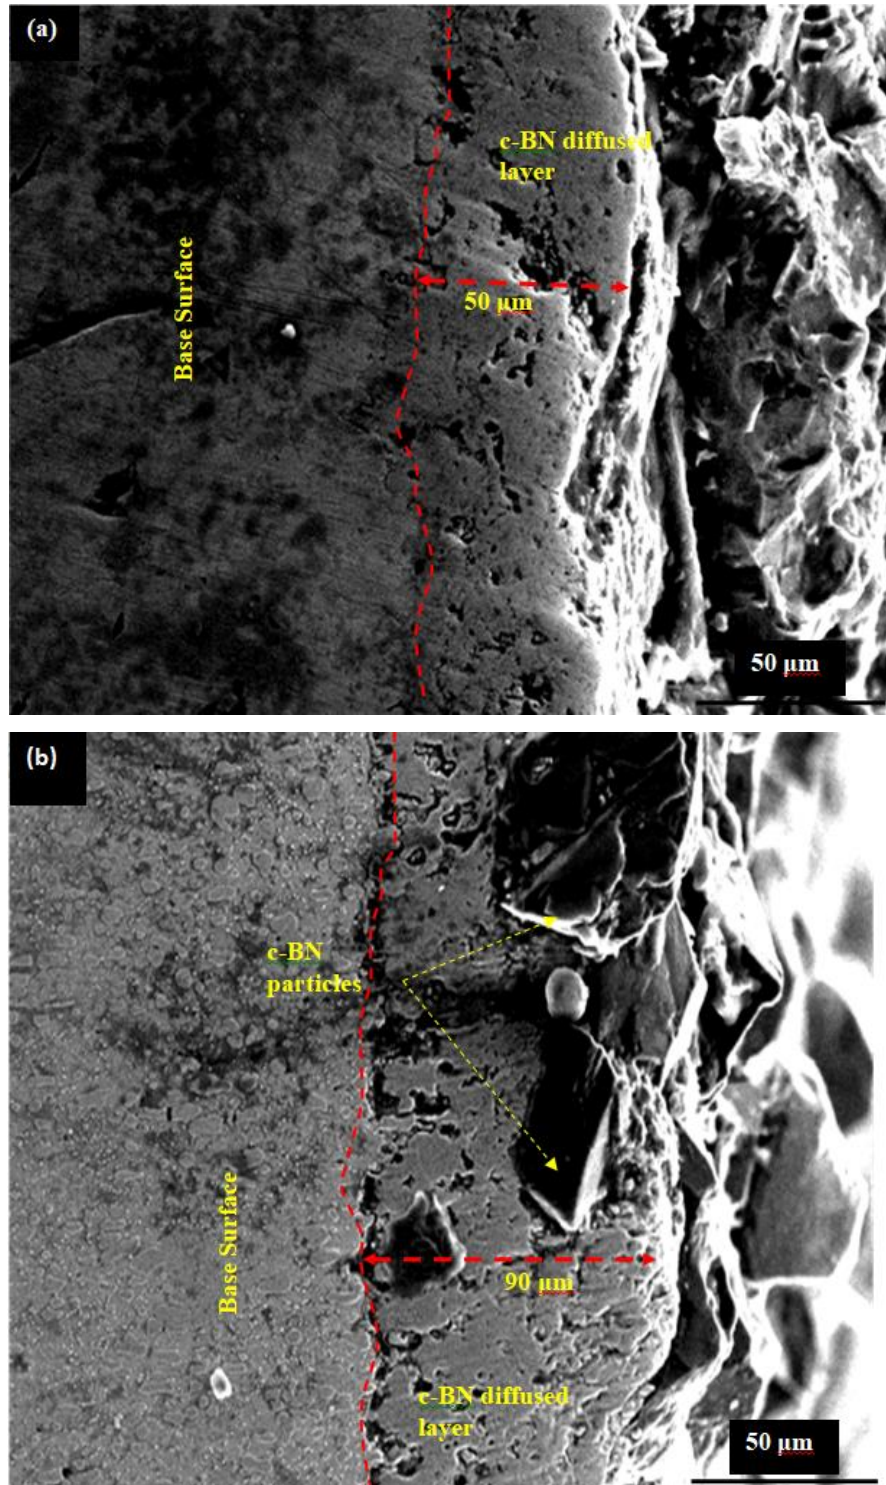 (a)
c-BN diffused
layer
50 μm
Base Surface
50 μm
(b)
c-BN
particles
Base Surface
90 μm
c-BN diffused
layer
50 μm